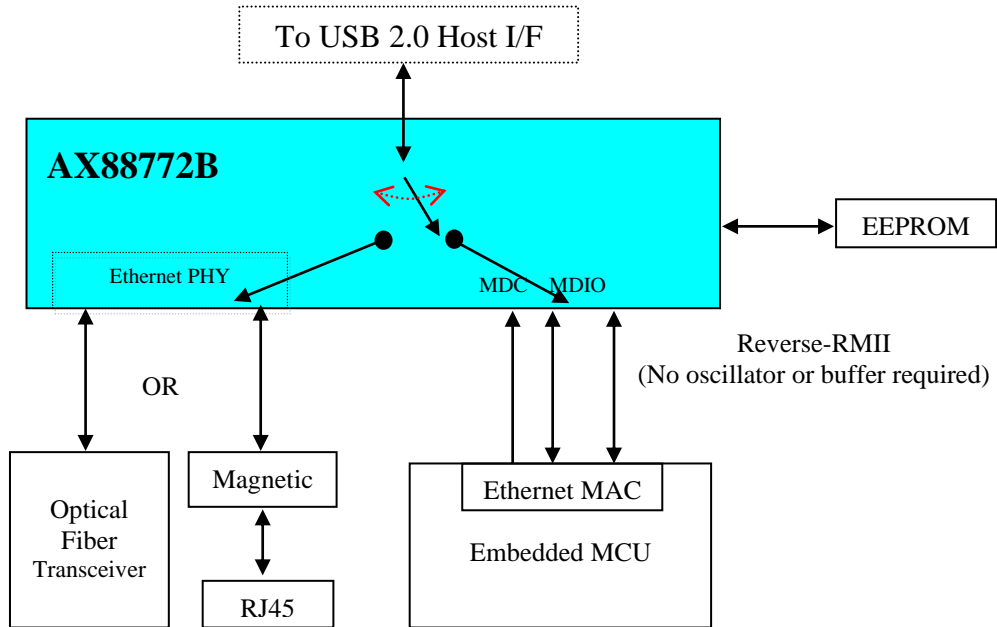 To USB 2.0 Host I/F
AX88772B
EEPROM
Ethernet PHY
MDC MDIO
Reverse-RMII
(No oscillator or buffer required)
OR
Optical
Fiber
Transceiver
Magnetic
RJ45
Ethernet MAC
Embedded MCU